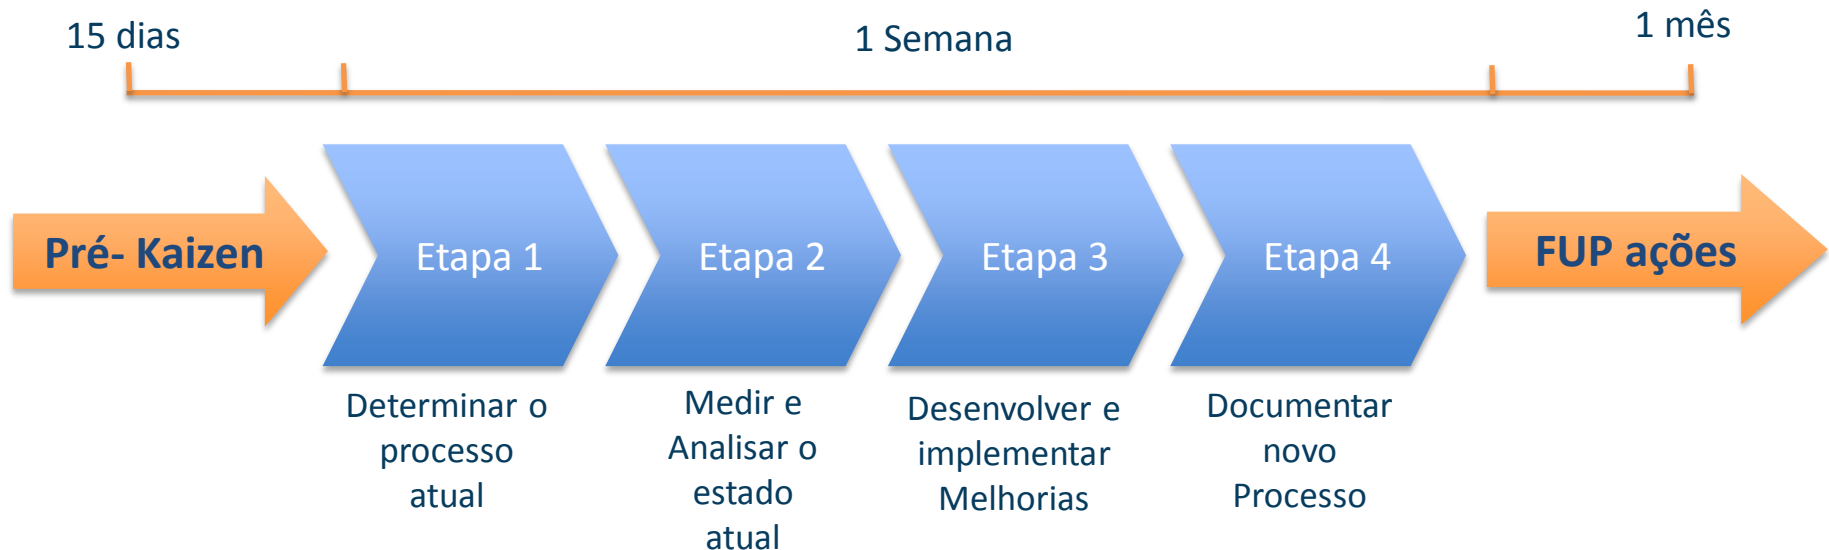 15 dias
1 Semana
1 mês
Pré- Kaizen
Etapa 1
Etapa 2
Etapa 3
Etapa 4
FUP ações
Determinar o
processo
atual
Medir e
Analisar o
estado
atual
Desenvolver e
implementar
Melhorias
Documentar
novo
Processo